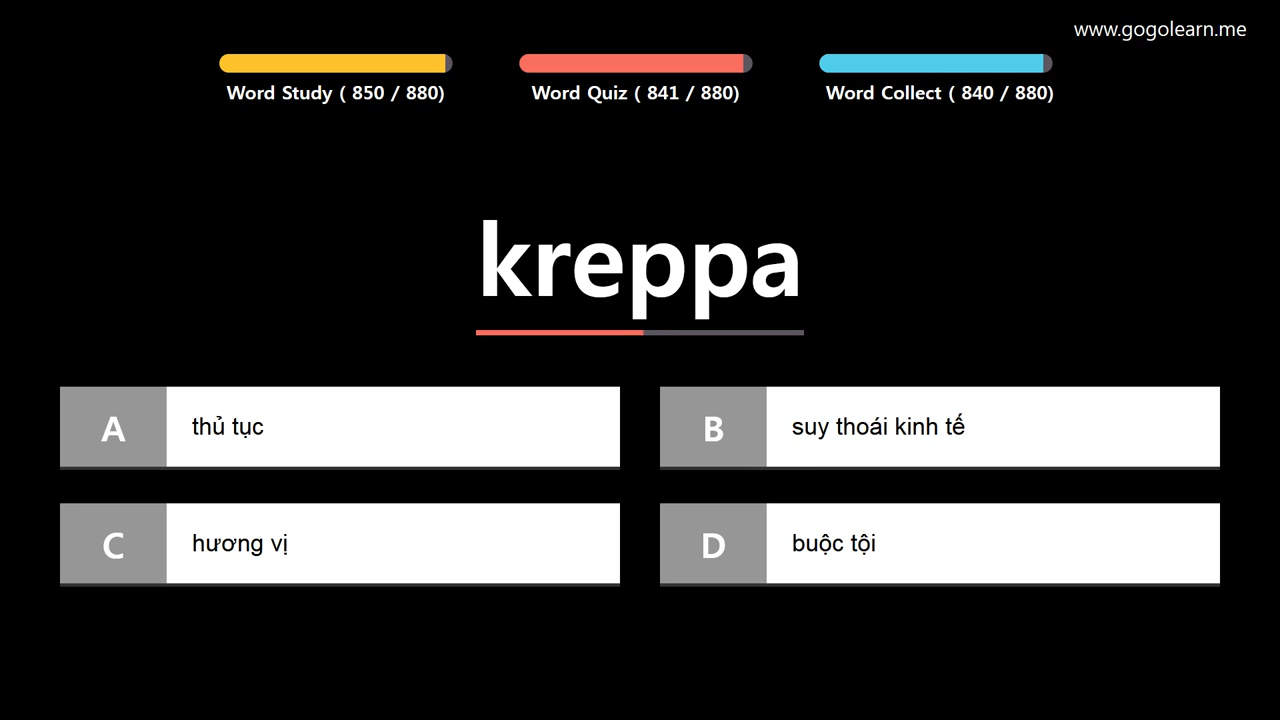 www.gogolearn.me
Word Study ( 850 / 880)
Word Quiz ( 841 / 880)
Word Collect ( 840 / 880)
kreppa
A thủ tục
B suy thoái kinh tế
C hương vị
D buộc tội